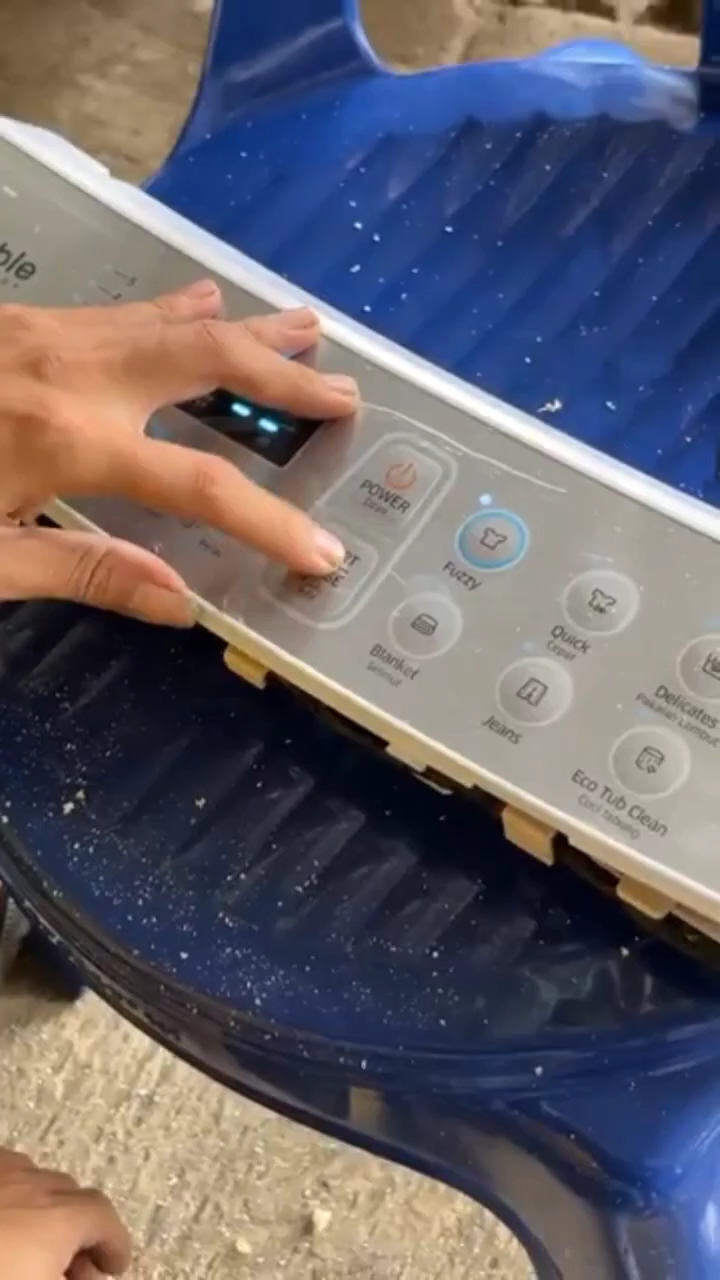 ble
POWER
Daya
Fuzzy
Quick
Cepat
Blanket
Selimut
Jeans
Delicates
Pakaian Lembut
Eco Tub Clean
Cuci tabung